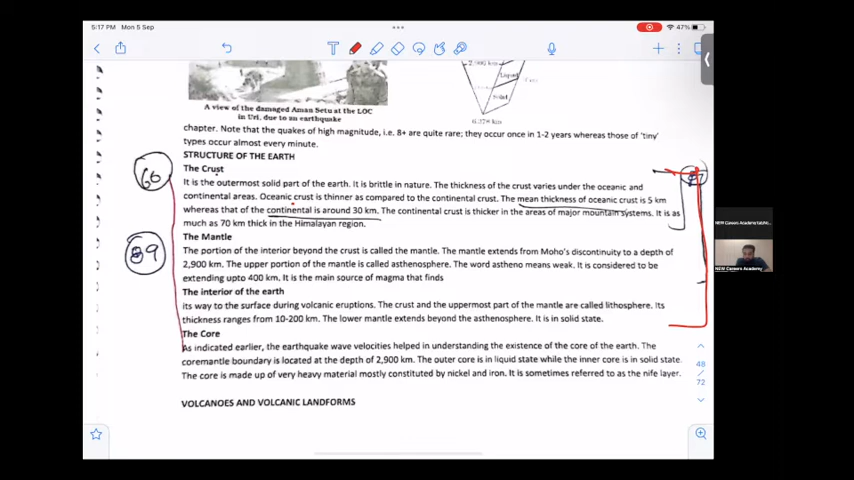 5:17 PM Mon 5 Sep
47%
2,900 km
Liquid
Solid
6,378 km
A view of the damaged Aman Setu at the LOC
in Uri, due to an earthquake
chapter. Note that the quakes of high magnitude, i.e. 8+ are quite rare; they occur once in 1-2 years whereas those of 'tiny'
types occur almost every minute.
STRUCTURE OF THE EARTH
The Crust
66
87
It is the outermost solid part of the earth. It is brittle in nature. The thickness of the crust varies under the oceanic and
continental areas. Oceanic crust is thinner as compared to the continental crust. The mean thickness of oceanic crust is 5 km
whereas that of the continental is around 30 km. The continental crust is thicker in the areas of major mountain systems. It is as
much as 70 km thick in the Himalayan region.
The Mantle
89
The portion of the interior beyond the crust is called the mantle. The mantle extends from Moho's discontinuity to a depth of
2,900 km. The upper portion of the mantle is called asthenosphere. The word astheno means weak. It is considered to be
extending upto 400 km. It is the main source of magma that finds
The interior of the earth
its way to the surface during volcanic eruptions. The crust and the uppermost part of the mantle are called lithosphere. Its
thickness ranges from 10-200 km. The lower mantle extends beyond the asthenosphere. It is in solid state.
The Core
As indicated earlier, the earthquake wave velocities helped in understanding the existence of the core of the earth. The
coremantle boundary is located at the depth of 2,900 km. The outer core is in liquid state while the inner core is in solid state.
The core is made up of very heavy material mostly constituted by nickel and iron. It is sometimes referred to as the nife layer.
VOLCANOES AND VOLCANIC LANDFORMS
48
/
72
NEW Careers Academy